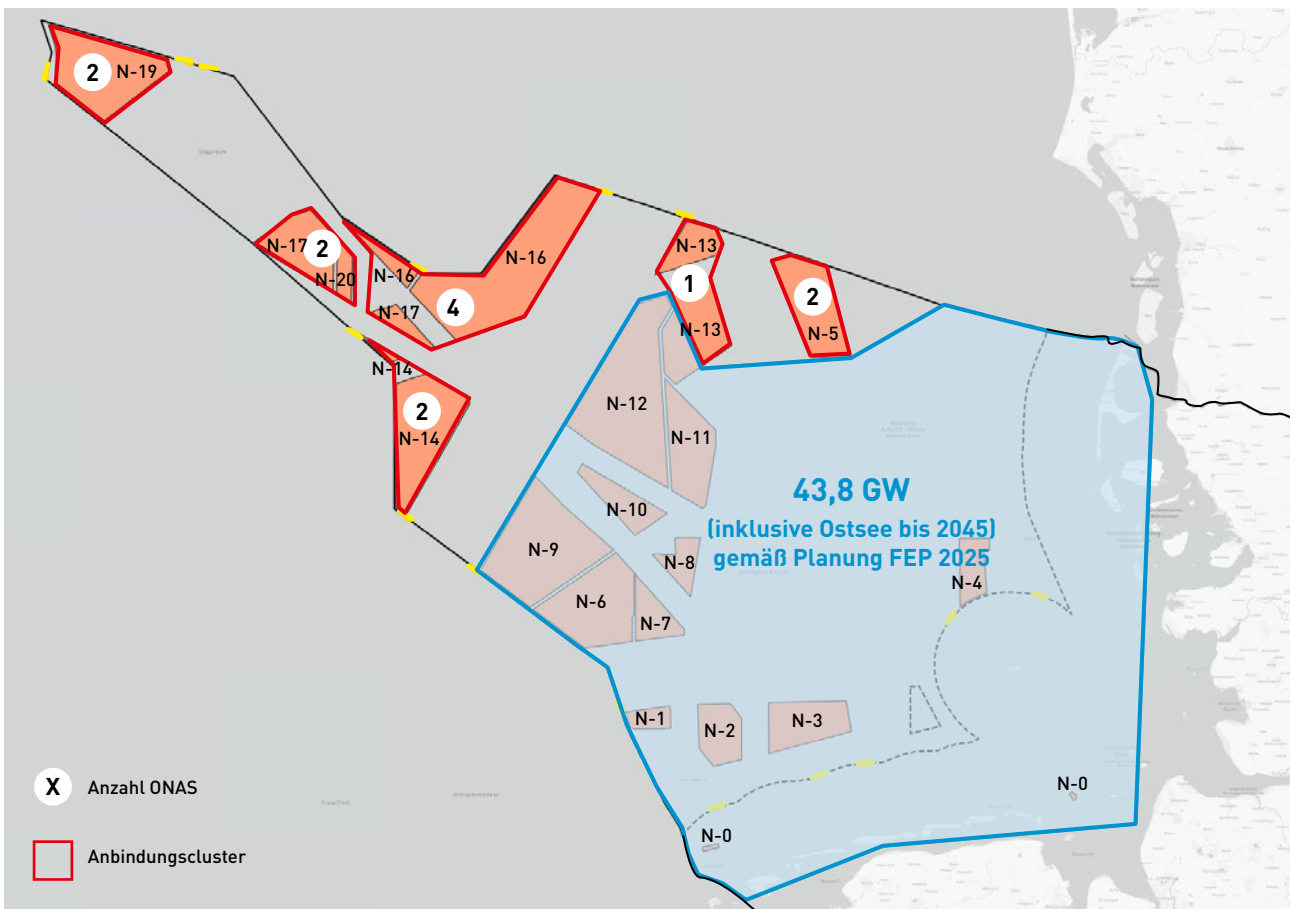 2
N-19
N-17
2
N-20
N-16
N-16
N-17
4
N-13
1
N-13
2
N-5
N-14
2
N-14
N-12
N-11
N-10
N-9
N-8
N-6
N-7
N-4
43,8 GW
(inklusive Ostsee bis 2045)
gemäß Planung FEP 2025
N-1
N-2
N-3
N-0
N-0
X Anzahl ONAS
Anbindungscluster